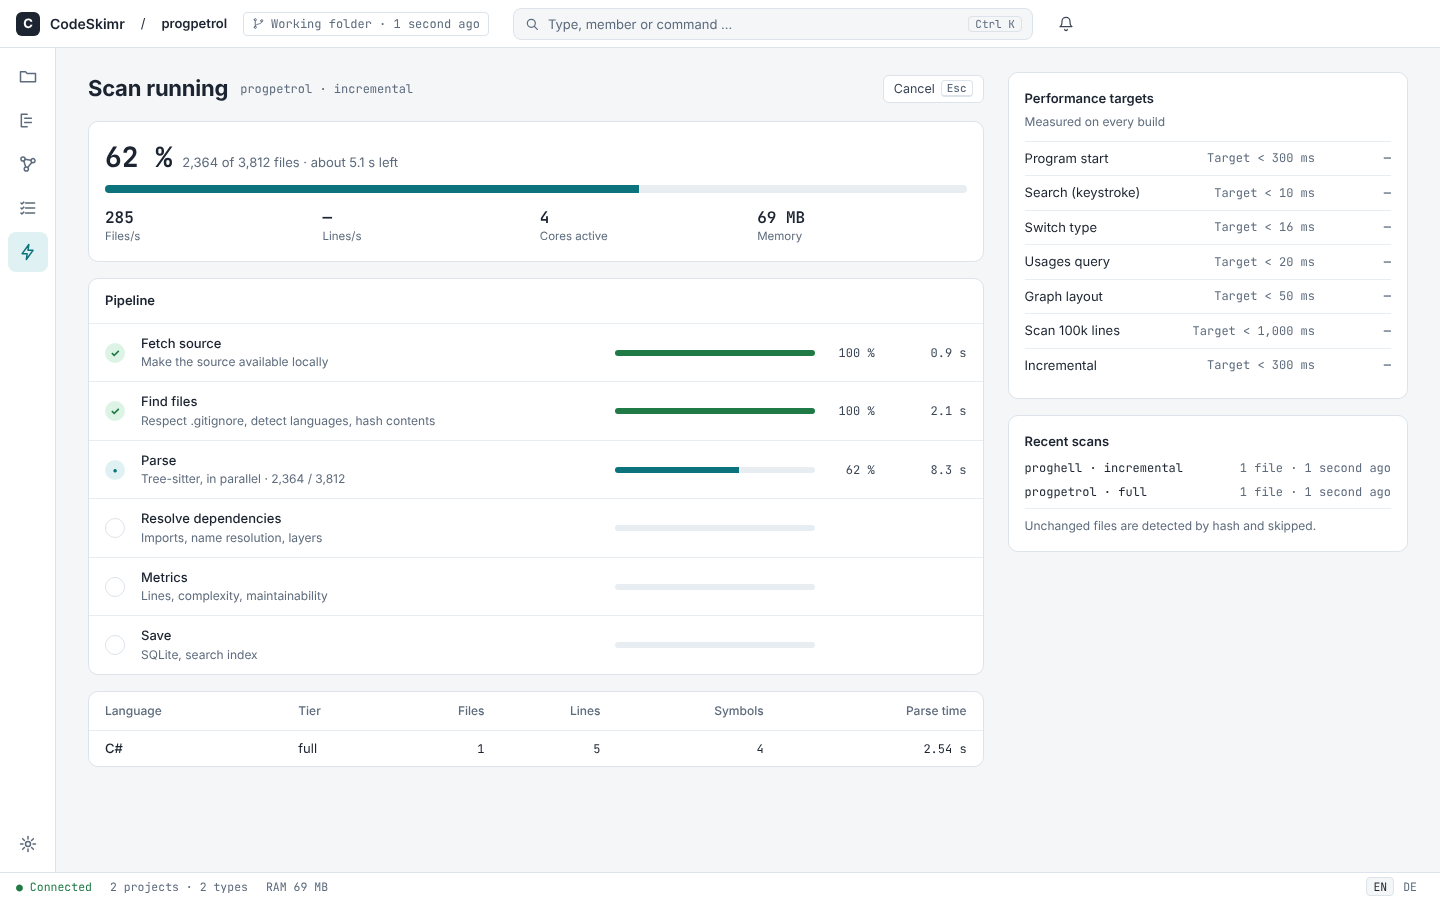 C CodeSkimr / progpetrol Working folder · 1 second ago Type, member or command ... Ctrl K
Scan running progpetrol · incremental Cancel Esc
62 % 2,364 of 3,812 files · about 5.1 s left
285 – 4 69 MB
Files/s Lines/s Cores active Memory
Pipeline
Fetch source
Make the source available locally
100 % 0.9 s
Find files
Respect .gitignore, detect languages, hash contents
100 % 2.1 s
Parse
Tree-sitter, in parallel · 2,364 / 3,812
62 % 8.3 s
Resolve dependencies
Imports, name resolution, layers
Metrics
Lines, complexity, maintainability
Save
SQLite, search index
Language Tier Files Lines Symbols Parse time
C# full 1 5 4 2.54 s
Performance targets
Measured on every build
Program start Target < 300 ms –
Search (keystroke) Target < 10 ms –
Switch type Target < 16 ms –
Usages query Target < 20 ms –
Graph layout Target < 50 ms –
Scan 100k lines Target < 1,000 ms –
Incremental Target < 300 ms –
Recent scans
proghell · incremental 1 file · 1 second ago
progpetrol · full 1 file · 1 second ago
Unchanged files are detected by hash and skipped.
Connected 2 projects · 2 types RAM 69 MB EN DE